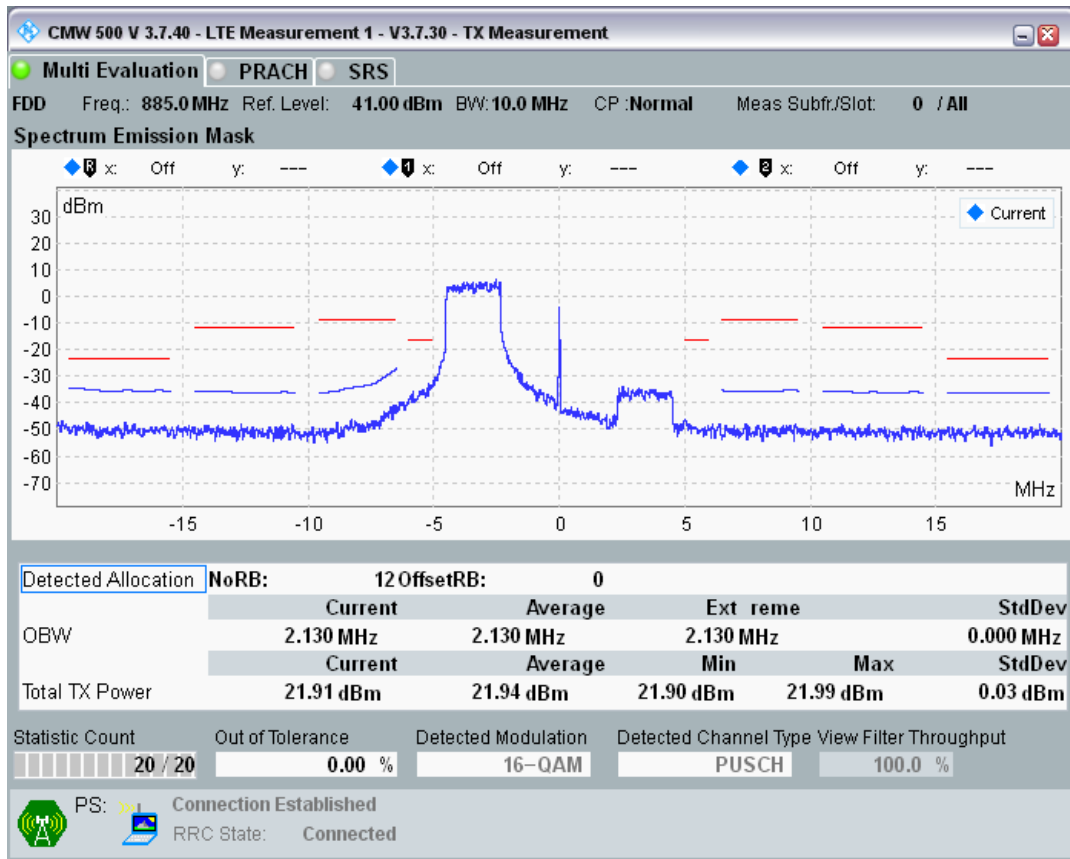 CMW 500 V 3.7.40 - LTE Measurement 1 - V3.7.30 - TX Measurement
Multi Evaluation PRACH SRS
FDD Freq.: 885.0 MHz Ref. Level: 41.00 dBm BW: 10.0 MHz CP :Normal Meas Subfr./Slot: 0 / All
Spectrum Emission Mask
R x: Off y: --- 1 x: Off y: --- 2 x: Off y: ---
dBm
Current
30
20
10
0
-10
-20
-30
-40
-50
-60
-70
MHz
-15 -10 -5 0 5 10 15
Detected Allocation NoRB: 12 OffsetRB: 0
Current Average Ext reme StdDev
OBW 2.130 MHz 2.130 MHz 2.130 MHz 0.000 MHz
Current Average Min Max StdDev
Total TX Power 21.91 dBm 21.94 dBm 21.90 dBm 21.99 dBm 0.03 dBm
Statistic Count Out of Tolerance Detected Modulation Detected Channel Type View Filter Throughput
20 / 20 0.00 % 16-QAM PUSCH 100.0 %
PS: Connection Established
RRC State: Connected